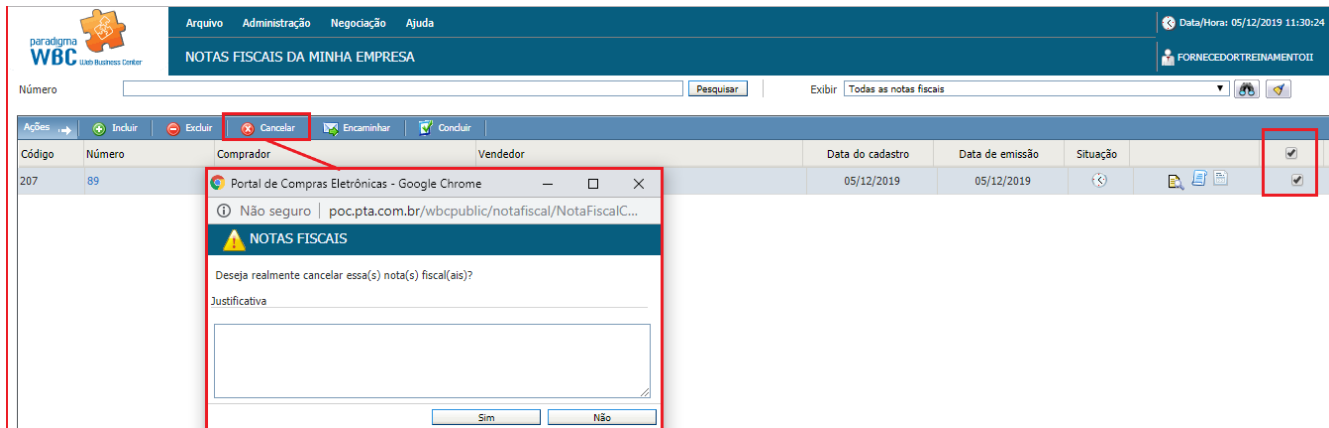 Arquivo Administração Negociação Ajuda
Data/Hora: 05/12/2019 11:30:24
paradigma
WBC Web Business Center
NOTAS FISCAIS DA MINHA EMPRESA
FORNECEDORTREINAMENTOII
Número Pesquisar Exibir Todas as notas fiscais
Ações Incluir Excluir Cancelar Encaminhar Concluir
Código Número Comprador Vendedor Data do cadastro Data de emissão Situação
207 89 05/12/2019 05/12/2019
Portal de Compras Eletrônicas - Google Chrome
Não seguro | poc.pta.com.br/wbcpublic/notafiscal/NotaFiscalC...
NOTAS FISCAIS
Deseja realmente cancelar essa(s) nota(s) fiscal(ais)?
Justificativa
Sim Não